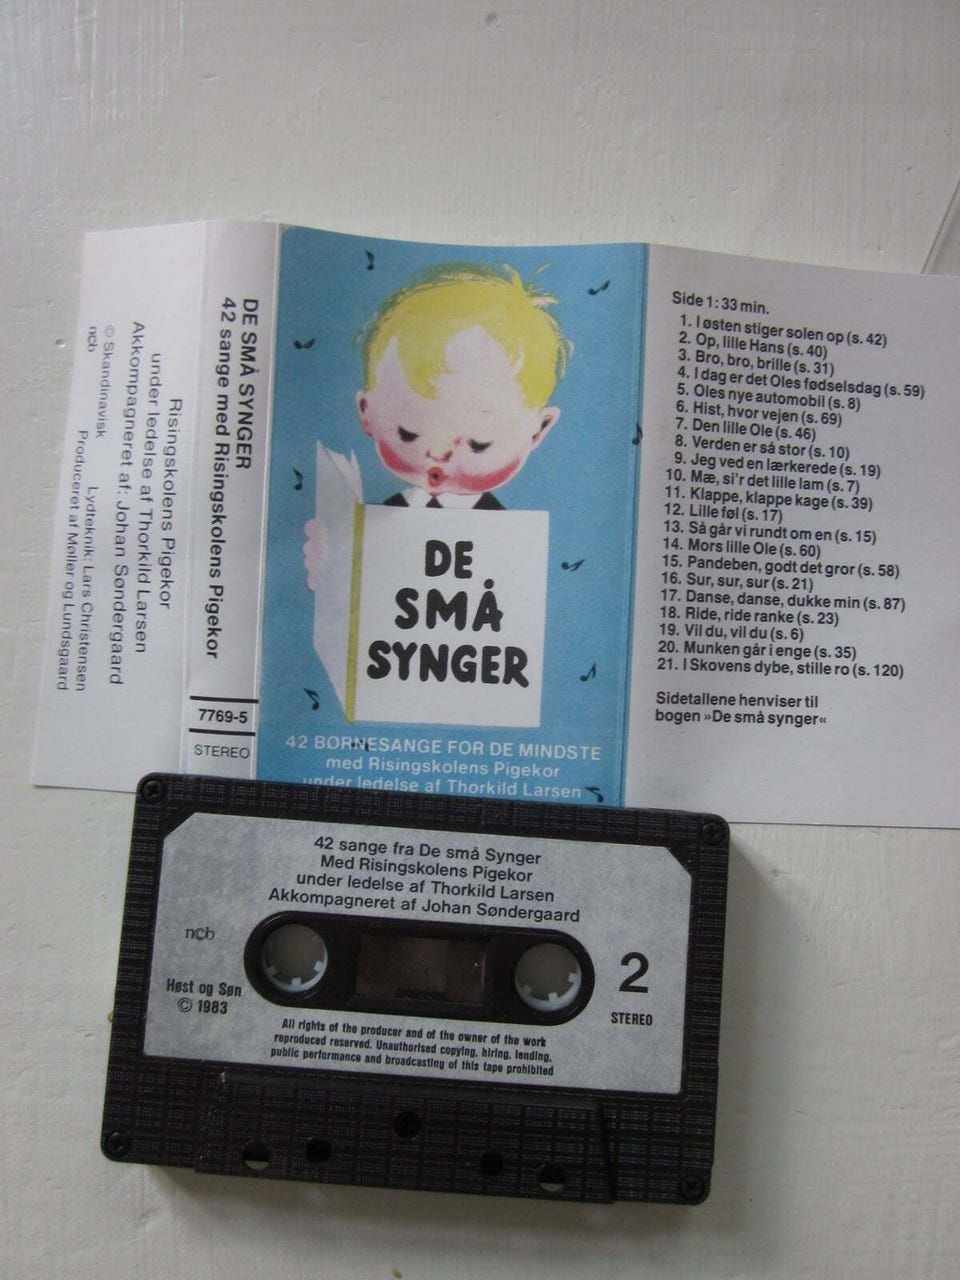 Risingskolens Pigekor
under ledelse af Thorkild Larsen
Akkompagneret af: Johan Søndergaard
© Skandinavisk
ncb
Lydteknik: Lars Christensen
Produceret af Møller og Lundsgaard
DE SMÅ SYNGER
42 sange med Risingskolens Pigekor
7769-5
STEREO
DE
SMÅ
SYNGER
42 BØRNESANGE FOR DE MINDSTE
med Risingskolens Pigekor
under ledelse af Thorkild Larsen
Side 1: 33 min.
1. I østen stiger solen op (s. 42)
2. Op, lille Hans (s. 40)
3. Bro, bro, brille (s. 31)
4. I dag er det Oles fødselsdag (s. 59)
5. Oles nye automobil (s. 8)
6. Hist, hvor vejen (s. 69)
7. Den lille Ole (s. 46)
8. Verden er så stor (s. 10)
9. Jeg ved en lærkerede (s. 19)
10. Mæ, si'r det lille lam (s. 7)
11. Klappe, klappe kage (s. 39)
12. Lille føl (s. 17)
13. Så går vi rundt om en (s. 15)
14. Mors lille Ole (s. 60)
15. Pandeben, godt det gror (s. 58)
16. Sur, sur, sur (s. 21)
17. Danse, danse, dukke min (s. 87)
18. Ride, ride ranke (s. 23)
19. Vil du, vil du (s. 6)
20. Munken går i enge (s. 35)
21. I Skovens dybe, stille ro (s. 120)
Sidetallene henviser til
bogen »De små synger«
42 sange fra De små Synger
Med Risingskolens Pigekor
under ledelse af Thorkild Larsen
Akkompagneret af Johan Søndergaard
ncb
Høst og Søn
© 1983
2
STEREO
All rights of the producer and of the owner of the work
reproduced reserved. Unauthorised copying, hiring, lending,
public performance and broadcasting of this tape prohibited